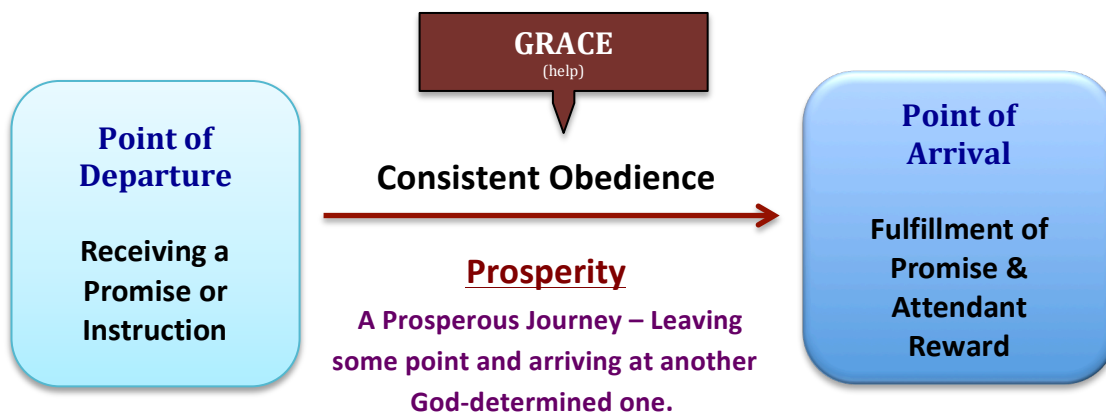 GRACE
(help)
Point of
Departure
Receiving a
Promise or
Instruction
Consistent Obedience
Prosperity
A Prosperous Journey – Leaving
some point and arriving at another
God-determined one.
Point of
Arrival
Fulfillment of
Promise &
Attendant
Reward